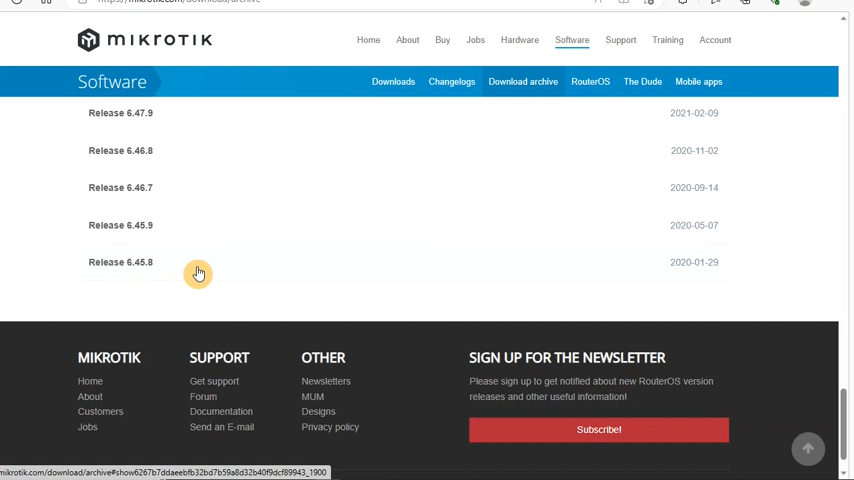 https://mikrotik.com/download/archive
MIKROTIK
Home About Buy Jobs Hardware Software Support Training Account
Software
Downloads Changelogs Download archive RouterOS The Dude Mobile apps
Release 6.47.9 2021-02-09
Release 6.46.8 2020-11-02
Release 6.46.7 2020-09-14
Release 6.45.9 2020-05-07
Release 6.45.8 2020-01-29
MIKROTIK SUPPORT OTHER SIGN UP FOR THE NEWSLETTER
Home Get support Newsletters Please sign up to get notified about new RouterOS version
About Forum MUM releases and other useful information!
Customers Documentation Designs
Jobs Send an E-mail Privacy policy
Subscribe!
mikrotik.com/download/archive#show6267b7ddaeebfb32bd7b59a8d32b40f9dcf89943_1900